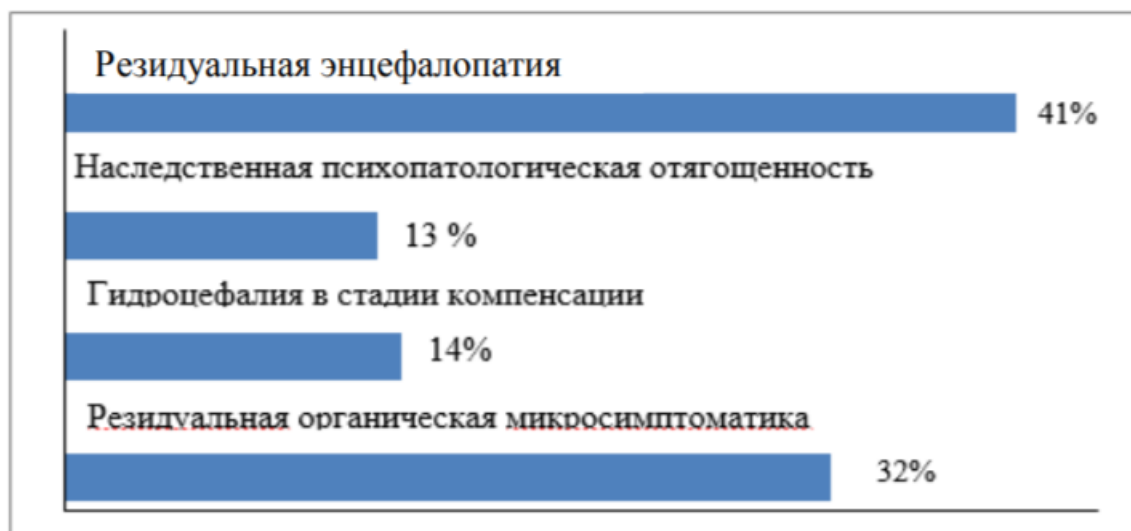 Резидуальная энцефалопатия
41%
Наследственная психопатологическая отягощенность
13 %
Гидроцефалия в стадии компенсации
14%
Резидуальная органическая микросимптоматика
32%